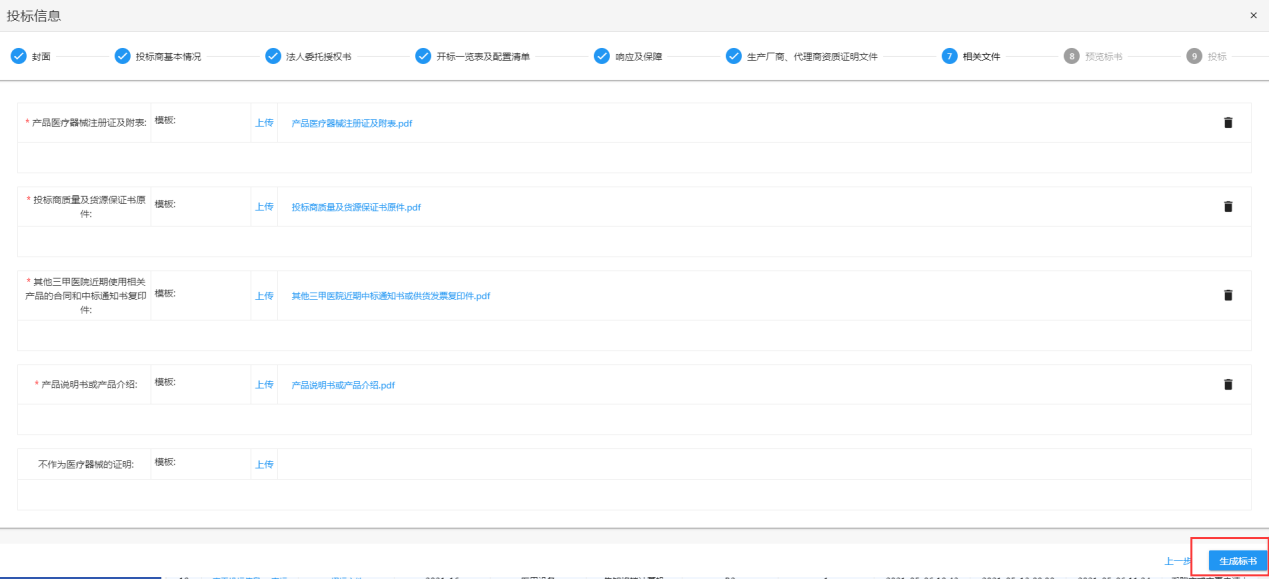 投标信息
×
封面
投标商基本情况
法人委托授权书
开标一览表及配置清单
响应及保障
生产厂商、代理商资质证明文件
7 相关文件
8 预览标书
9 投标
* 产品医疗器械注册证及附表: 模板: 上传 产品医疗器械注册证及附表.pdf
* 投标商质量及货源保证书原
件: 模板: 上传 投标商质量及货源保证书原件.pdf
* 其他三甲医院近期使用相关
产品的合同和中标通知书复印
件: 模板: 上传 其他三甲医院近期中标通知书或供货发票复印件.pdf
* 产品说明书或产品介绍: 模板: 上传 产品说明书或产品介绍.pdf
不作为医疗器械的证明: 模板: 上传
上一步 生成标书